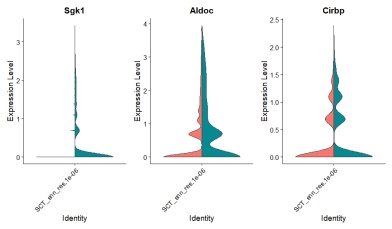 Sgk1
Expression Level
3
2
1
0
SCT_snn_res.1e-06
Identity
Aldoc
Expression Level
4
3
2
1
0
SCT_snn_res.1e-06
Identity
Cirbp
Expression Level
2.5
2.0
1.5
1.0
0.5
0.0
SCT_snn_res.1e-06
Identity